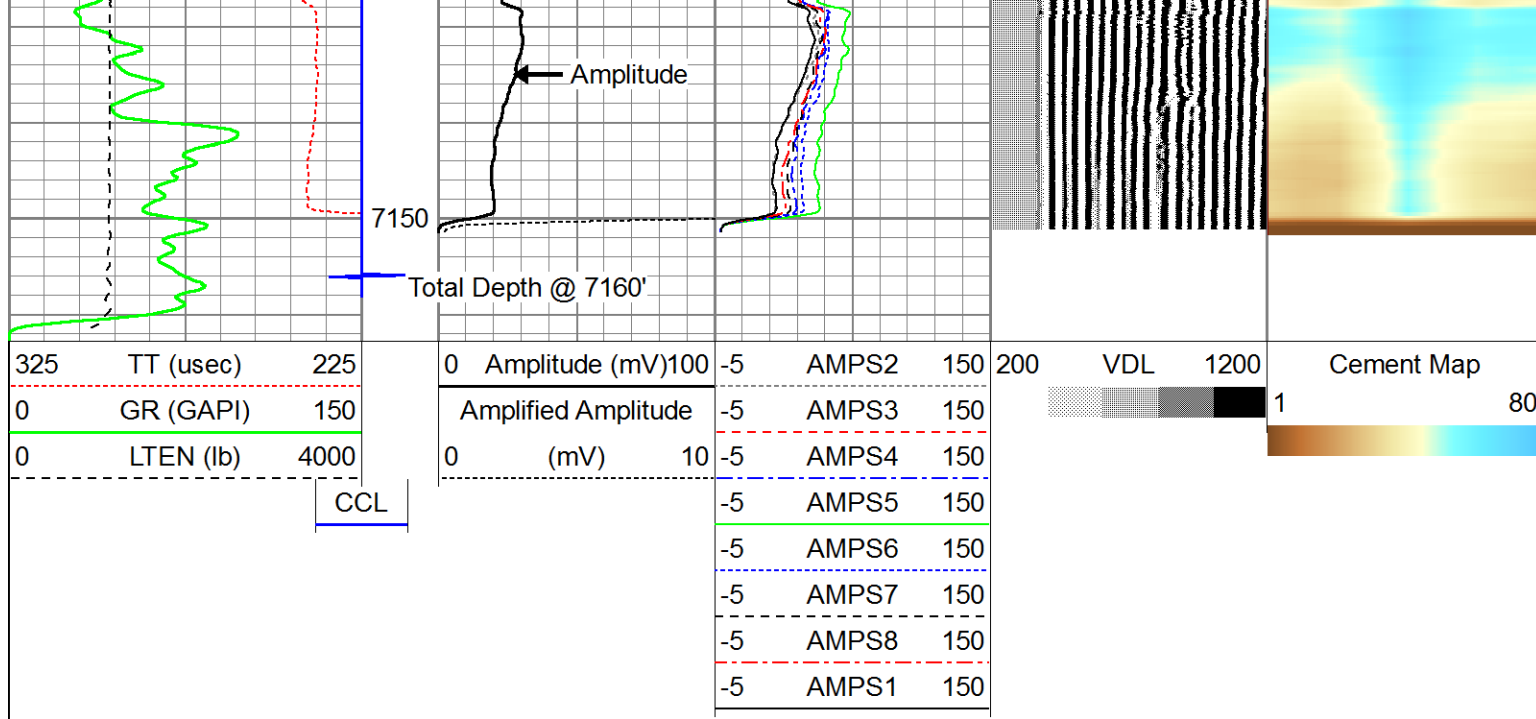 Amplitude
7150
Total Depth @ 7160'
325 TT (usec) 225
0 GR (GAPI) 150
0 LTEN (lb) 4000
CCL
0 Amplitude (mV)100
Amplified Amplitude
0 (mV) 10
-5 AMPS2 150
-5 AMPS3 150
-5 AMPS4 150
-5 AMPS5 150
-5 AMPS6 150
-5 AMPS7 150
-5 AMPS8 150
-5 AMPS1 150
200 VDL 1200
Cement Map
1 80